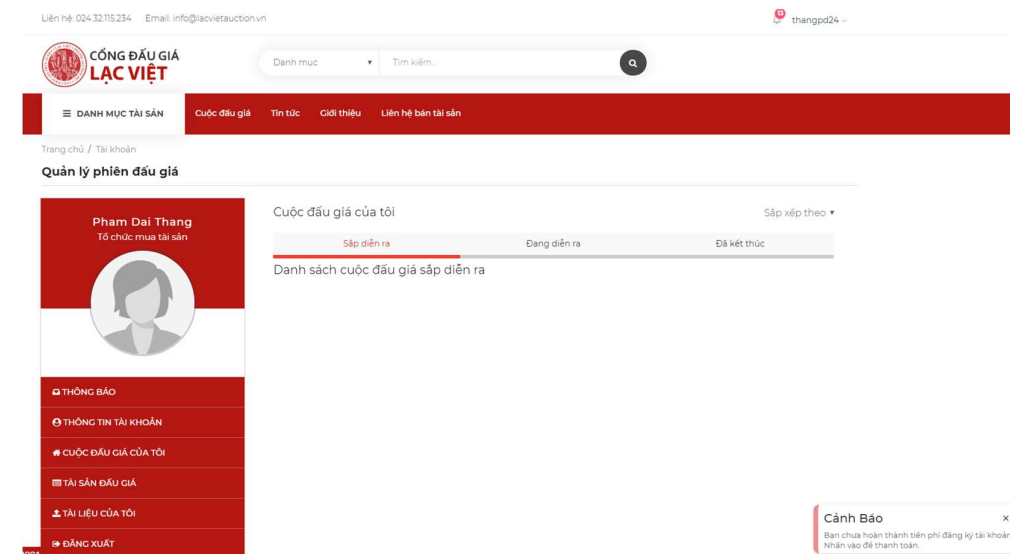 Liên hệ: 024.32.115.234 Email: info@lacvietauction.vn
13 thangpd24
CỔNG ĐẤU GIÁ
LẠC VIỆT
Danh mục Tìm kiếm...
DANH MỤC TÀI SẢN Cuộc đấu giá Tin tức Giới thiệu Liên hệ bán tài sản
Trang chủ / Tài khoản
Quản lý phiên đấu giá
Pham Dai Thang
Tổ chức mua tài sản
Cuộc đấu giá của tôi
Sắp xếp theo
Sắp diễn ra Đang diễn ra Đã kết thúc
Danh sách cuộc đấu giá sắp diễn ra
THÔNG BÁO
THÔNG TIN TÀI KHOẢN
CUỘC ĐẤU GIÁ CỦA TÔI
TÀI SẢN ĐẤU GIÁ
TÀI LIỆU CỦA TÔI
ĐĂNG XUẤT
Cảnh Báo ×
Bạn chưa hoàn thành tiền phí đăng ký tài khoản
Nhấn vào để thanh toán.